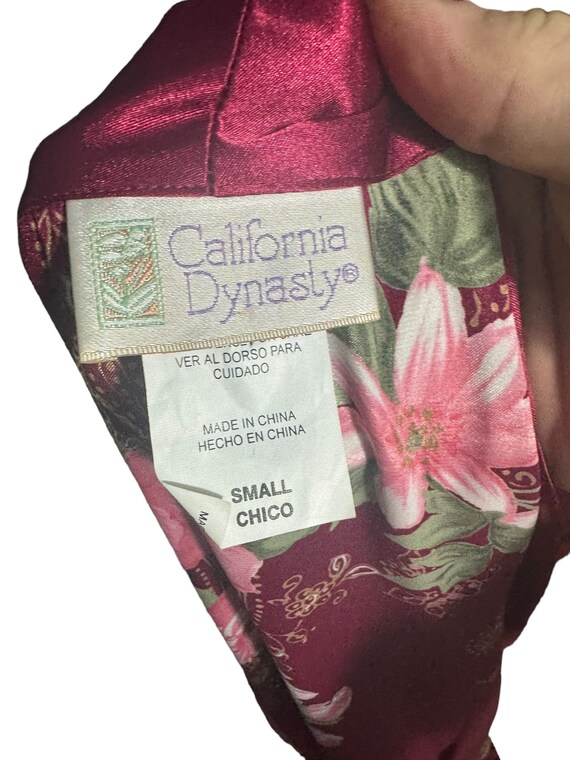 California
Dynasty®
VER AL DORSO PARA
CUIDADO
MADE IN CHINA
HECHO EN CHINA
SMALL
CHICO